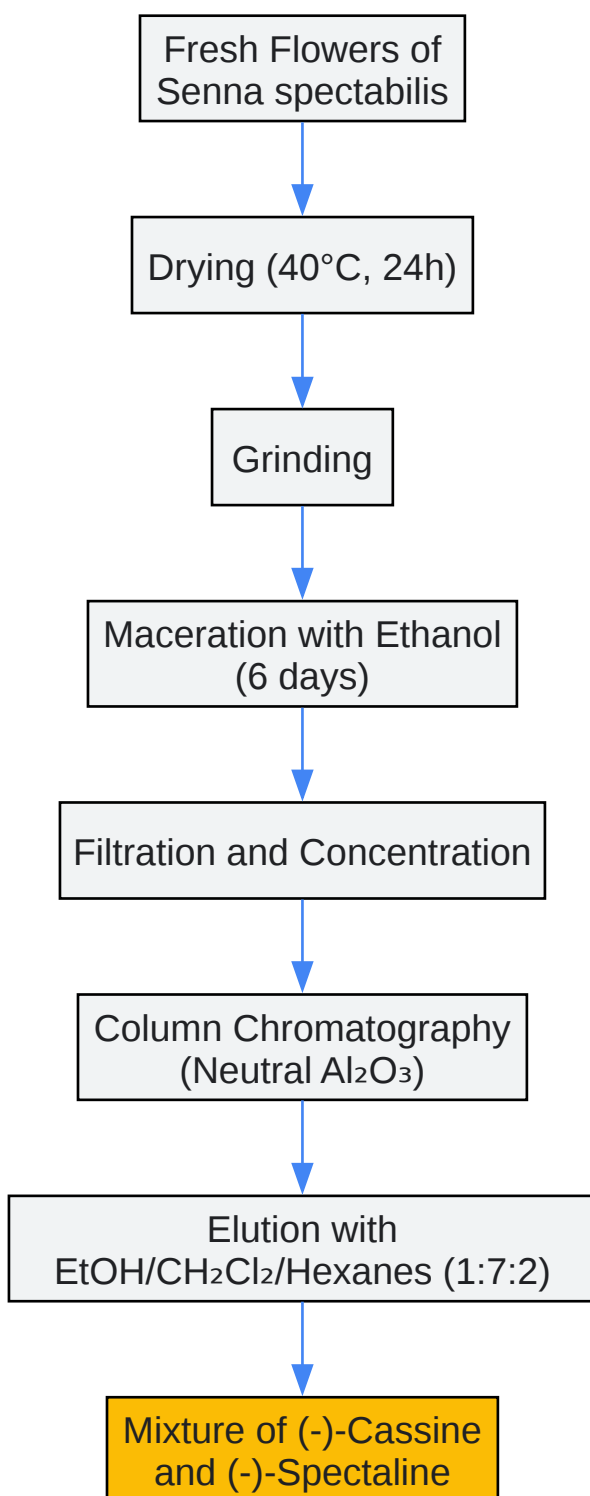 Fresh Flowers of
Senna spectabilis
Drying (40°C, 24h)
Grinding
Maceration with Ethanol
(6 days)
Filtration and Concentration
Column Chromatography
(Neutral Al₂O₃)
Elution with
EtOH/CH₂Cl₂/Hexanes (1:7:2)
Mixture of (-)-Cassine
and (-)-Spectaline